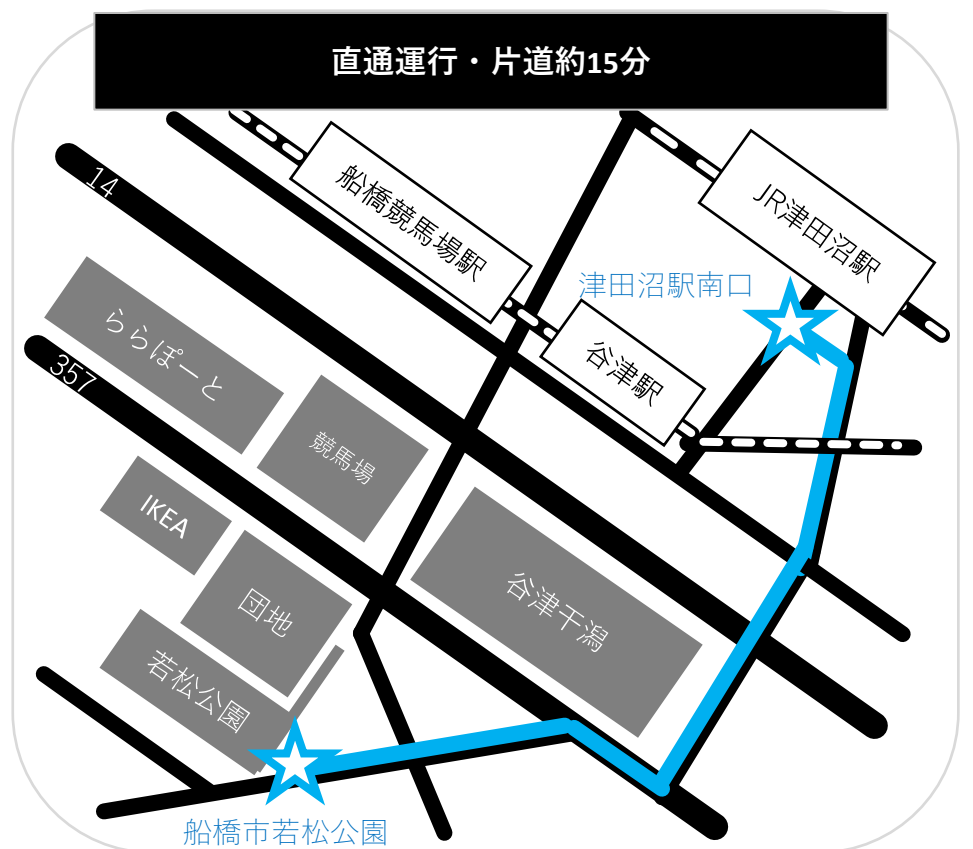 直通運行・片道約15分
14
船橋競馬場駅
JR津田沼駅
津田沼駅南口
ららぽーと
357
谷津駅
競馬場
IKEA
団地
谷津干潟
若松公園
船橋市若松公園